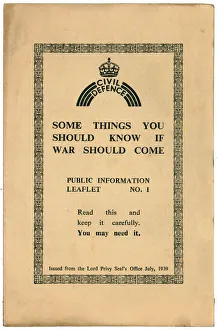 CIVIL
DEFENCE
SOME THINGS YOU
SHOULD KNOW IF
WAR SHOULD COME
PUBLIC INFORMATION
LEAFLET NO. 1
Read this and
keep it carefully.
You may need it.
Issued from the Lord Privy Seal's Office July, 1939